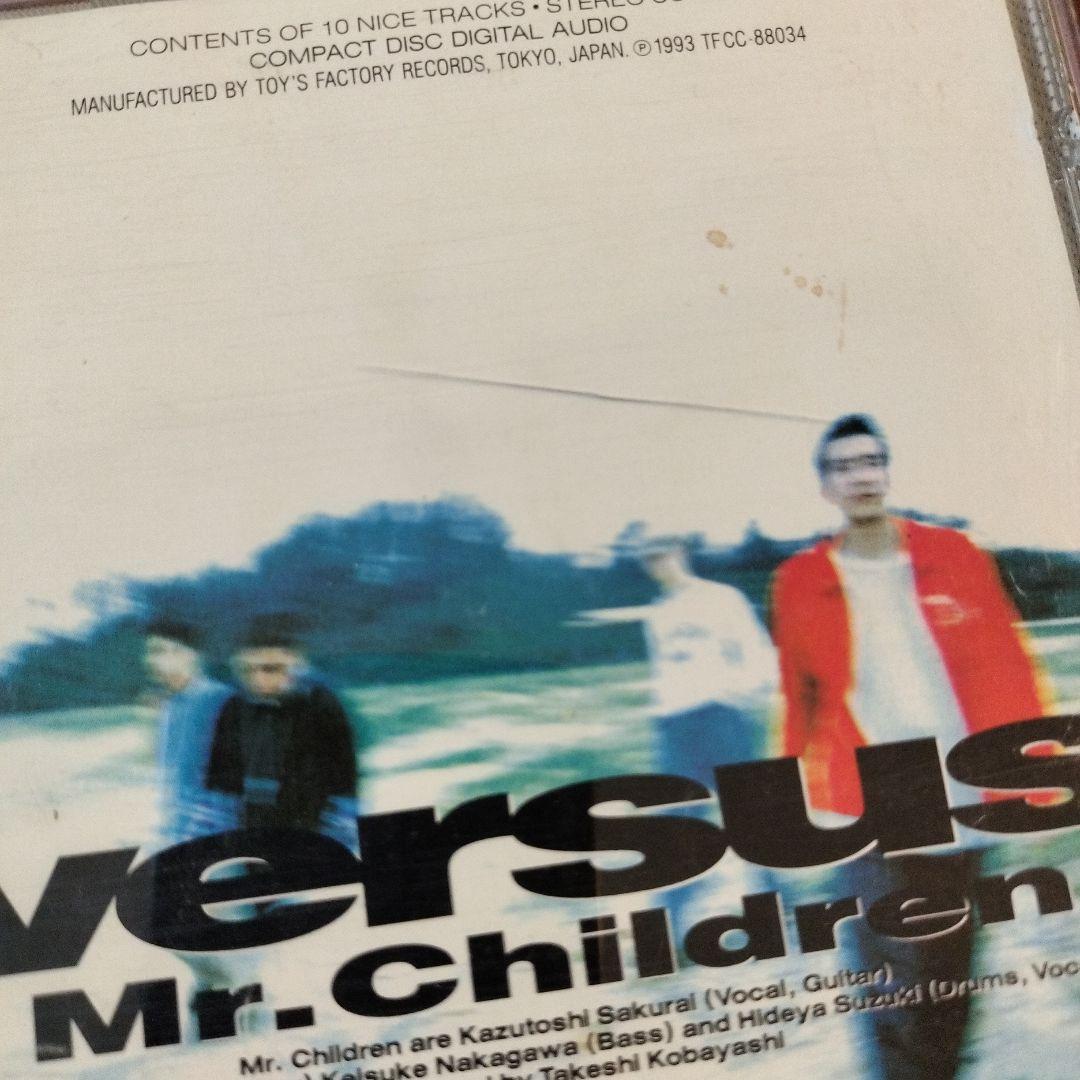 CONTENTS OF 10 NICE TRACKS • STEREO
COMPACT DISC DIGITAL AUDIO
MANUFACTURED BY TOY'S FACTORY RECORDS, TOKYO, JAPAN. ℗1993 TFCC-88034
versus
Mr. Children
Mr. Children are Kazutoshi Sakurai (Vocal, Guitar)
Keisuke Nakagawa (Bass) and Hideya Suzuki (Drums,
by Takeshi Kobayashi